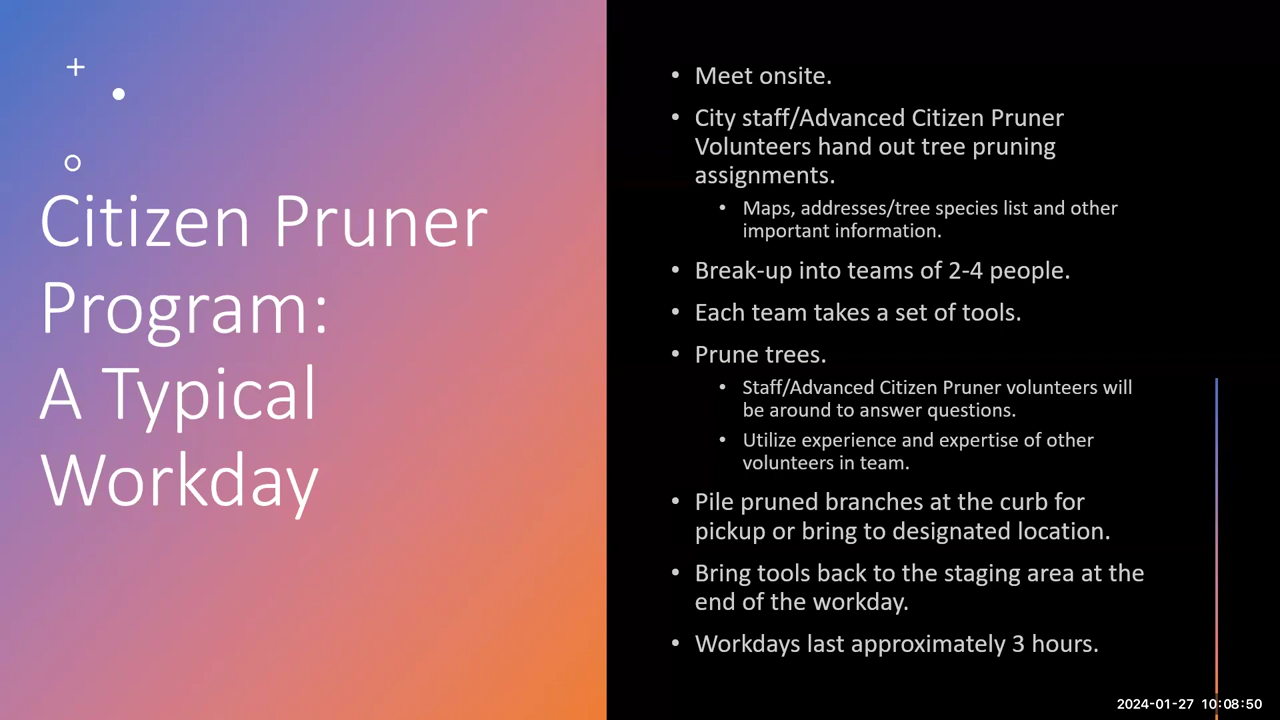 Citizen Pruner
Program:
A Typical
Workday
• Meet onsite.
• City staff/Advanced Citizen Pruner
Volunteers hand out tree pruning
assignments.
• Maps, addresses/tree species list and other
important information.
• Break-up into teams of 2-4 people.
• Each team takes a set of tools.
• Prune trees.
• Staff/Advanced Citizen Pruner volunteers will
be around to answer questions.
• Utilize experience and expertise of other
volunteers in team.
• Pile pruned branches at the curb for
pickup or bring to designated location.
• Bring tools back to the staging area at the
end of the workday.
• Workdays last approximately 3 hours.
2024-01-27 10:08:50